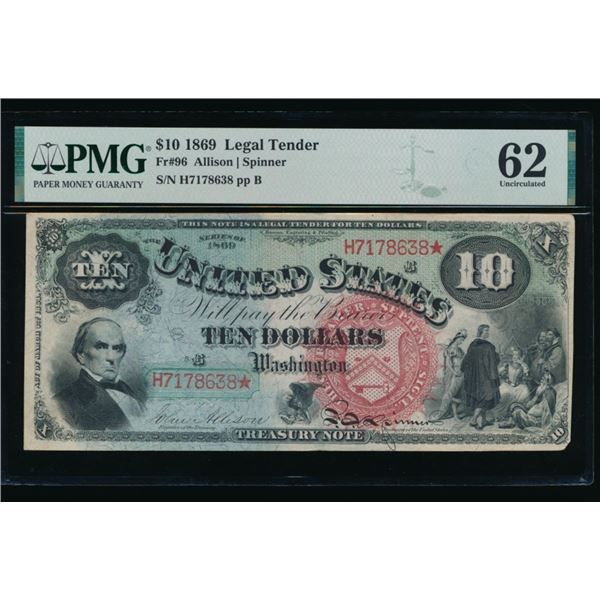 PMG
PAPER MONEY GUARANTY
$10 1869 Legal Tender
Fr#96 Allison | Spinner
S/N H7178638 pp B
62
Uncirculated
THIS NOTE IS A LEGAL TENDER FOR TEN DOLLARS
SERIES OF
1869
H7178638★
B
TEN
UNITED STATES
10
Will pay the Bearer
TEN DOLLARS
B
Washington
H7178638★
TREASURY NOTE
X
10